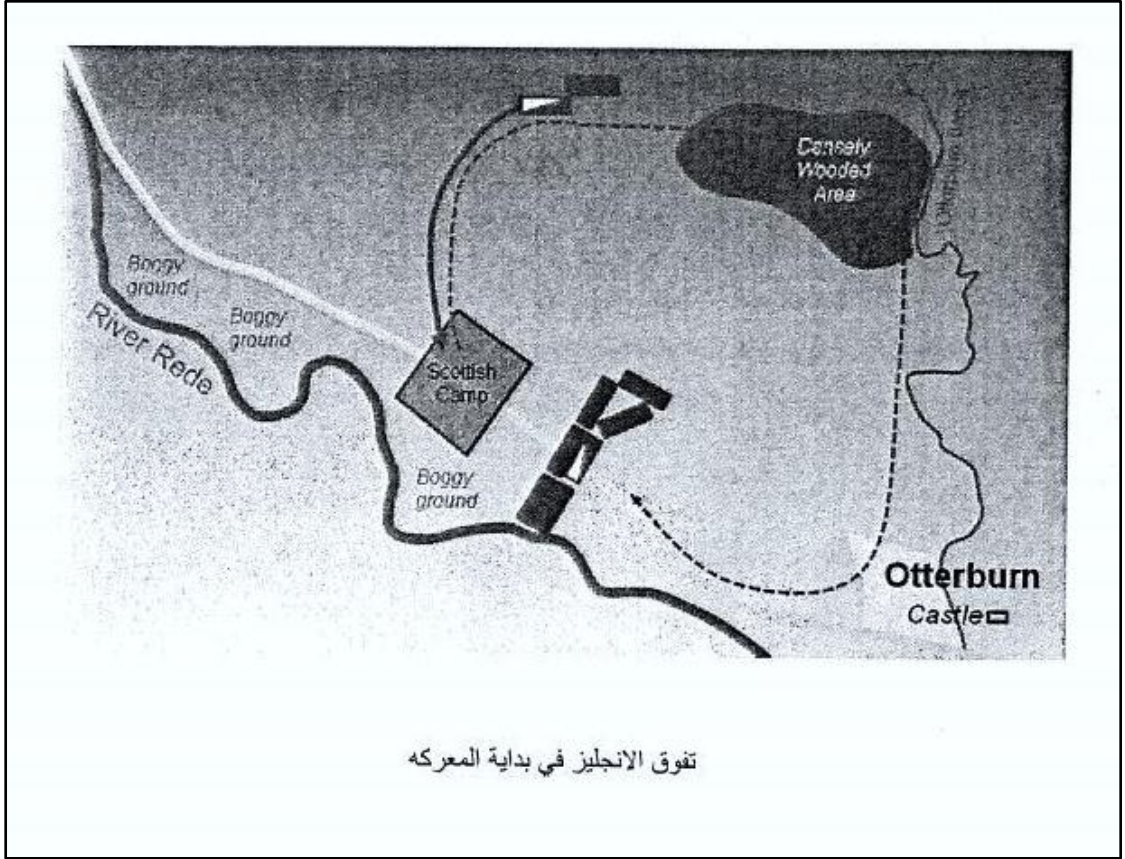 Densely
Wooded
Area
Boggy
ground
Boggy
ground
River Rede
Scottish
Camp
Boggy
ground
Otterburn
Castle
تفوق الانجليز في بداية المعركه